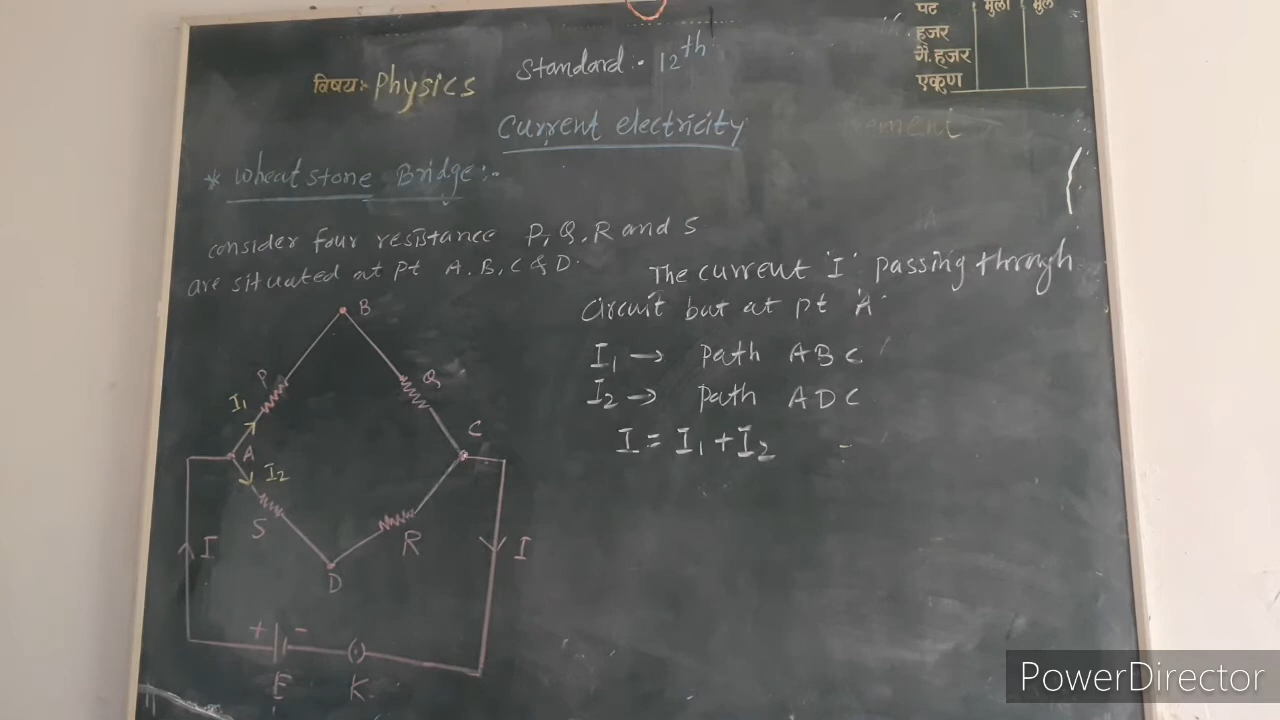 पट
मुली
मुले
हजर
गै. हजर
एकूण
विषय:- Physics
Standard :- 12th
Current electricity
* Wheatstone Bridge :-
consider four resistance P, Q, R and S
are situated at pt A, B, C & D.
The current 'I' passing through
circuit but at pt 'A'
I₁ → path ABC
I₂ → path ADC
I = I₁ + I₂
B
P
Q
I₁
C
A
I₂
S
R
D
I
I
+ -
E
K
PowerDirector